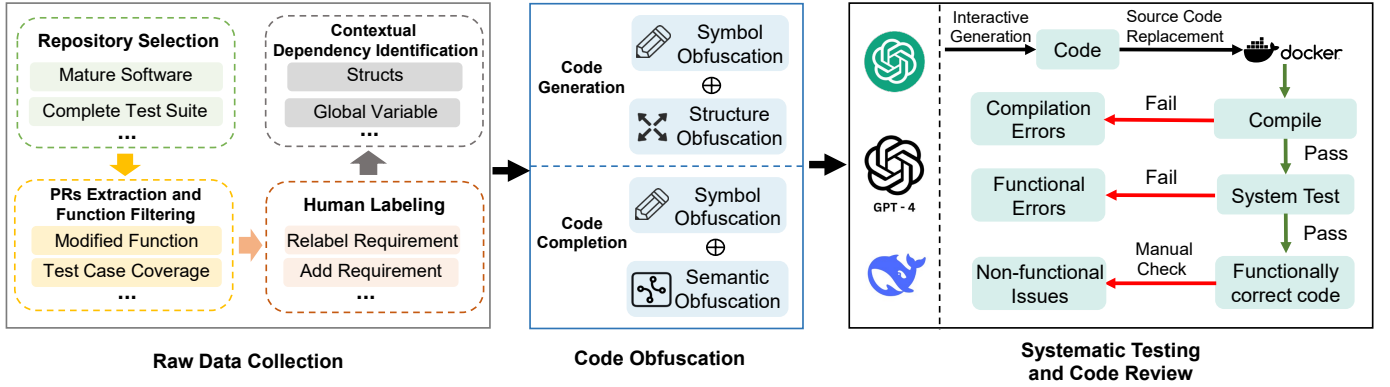 Repository Selection
Mature Software
Complete Test Suite
...
Contextual
Dependency Identification
Structs
Global Variable
...
PRs Extraction and
Function Filtering
Modified Function
Test Case Coverage
...
Human Labeling
Relabel Requirement
Add Requirement
...
Raw Data Collection
Code
Generation
Symbol
Obfuscation
Structure
Obfuscation
Code
Completion
Symbol
Obfuscation
Semantic
Obfuscation
Code Obfuscation
GPT - 4
Interactive
Generation
Code
Source Code
Replacement
docker
Compilation
Errors
Fail
Compile
Pass
Functional
Errors
Fail
System Test
Pass
Non-functional
Issues
Manual
Check
Functionally
correct code
Systematic Testing
and Code Review